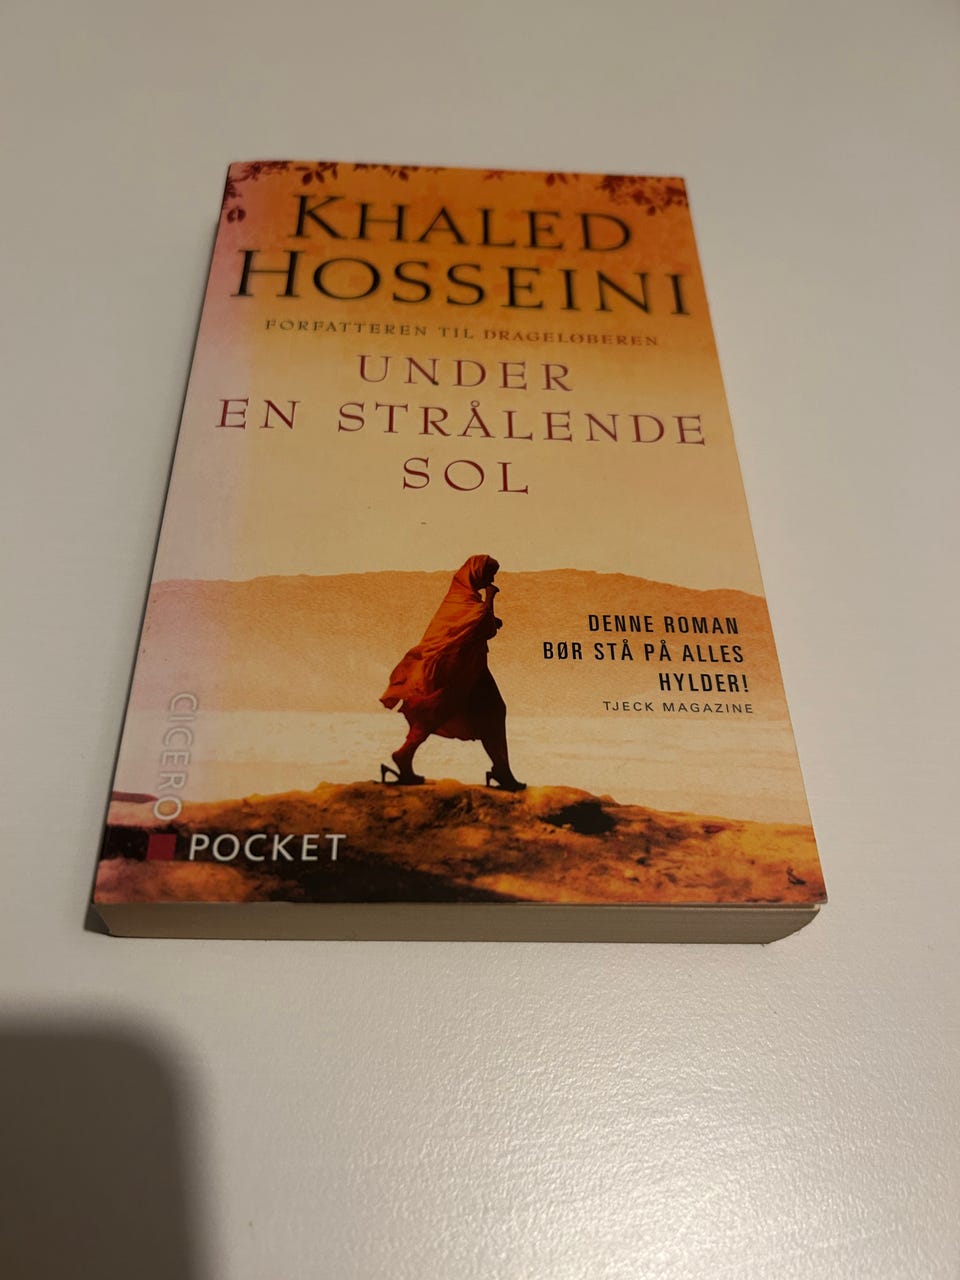 KHALED
HOSSEINI
FORFATTEREN TIL DRAGELØBEREN
UNDER
EN STRÅLENDE
SOL
DENNE ROMAN
BØR STÅ PÅ ALLES
HYLDER!
TJECK MAGAZINE
CICERO
POCKET